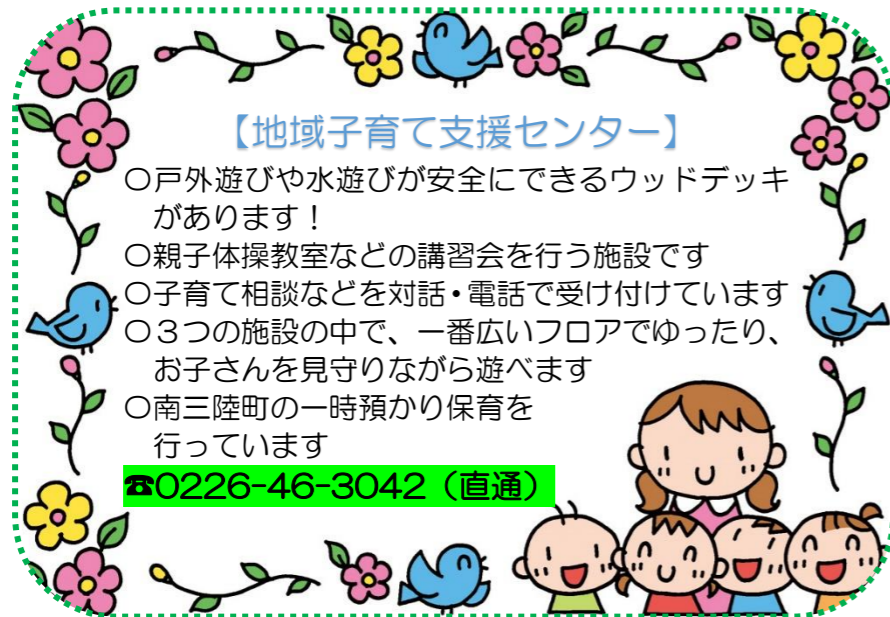 【地域子育て支援センター】
〇戸外遊びや水遊びが安全にできるウッドデッキ
があります！
〇親子体操教室などの講習会を行う施設です
〇子育て相談などを対話・電話で受け付けています
〇３つの施設の中で、一番広いフロアでゆったり、
お子さんを見守りながら遊べます
〇南三陸町の一時預かり保育を
行っています
☎0226-46-3042（直通）